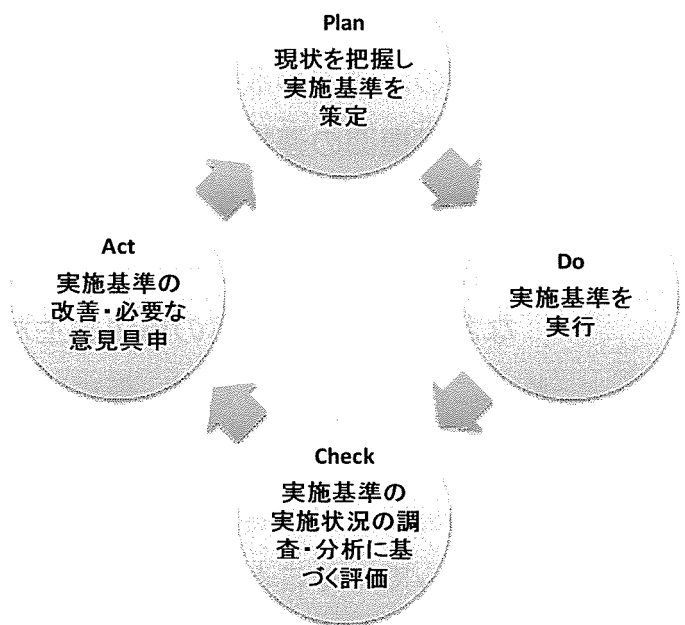 Plan
現状を把握し
実施基準を
策定
Do
実施基準を
実行
Check
実施基準の
実施状況の調
査・分析に基
づく評価
Act
実施基準の
改善・必要な
意見具申